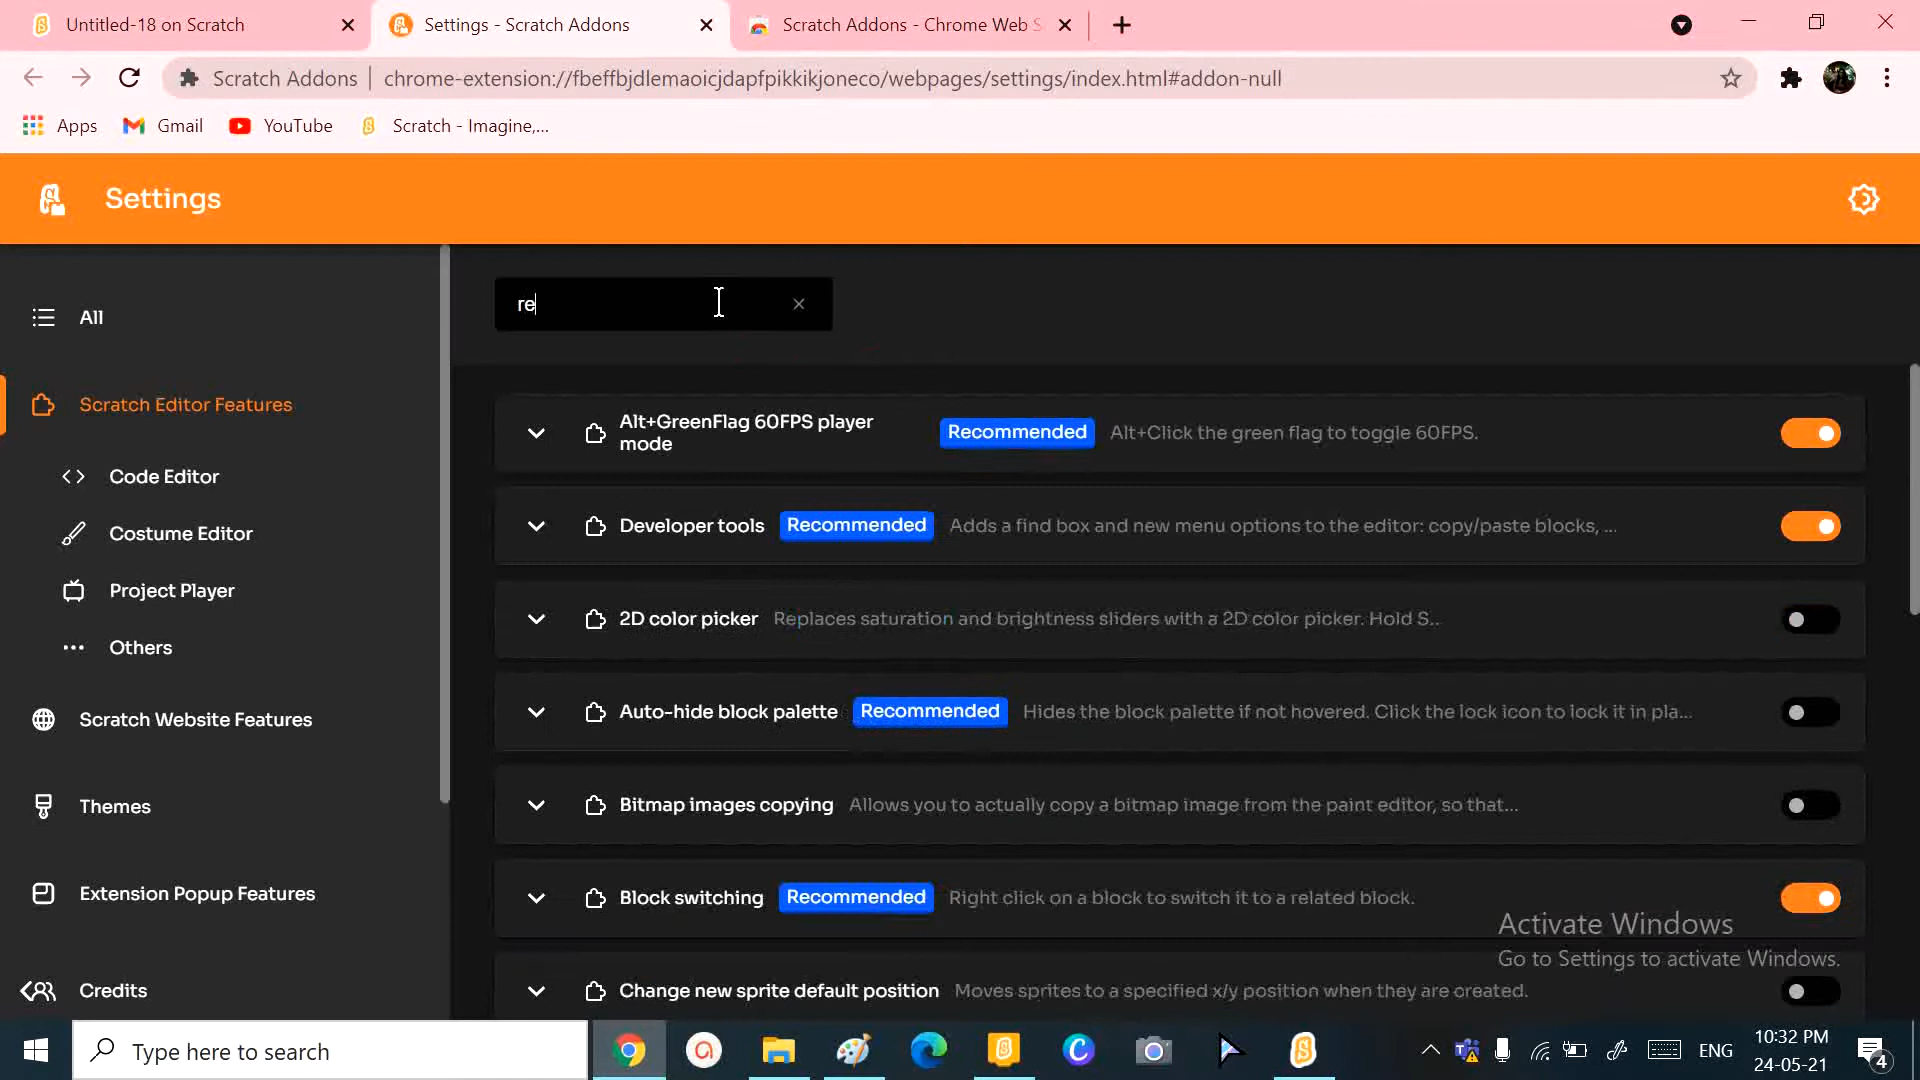 Untitled-18 on Scratch
Settings - Scratch Addons
Scratch Addons - Chrome Web S
Scratch Addons | chrome-extension://fbeffbjdlemaoicjdapfpikkikjoneco/webpages/settings/index.html#addon-null
Apps
Gmail
YouTube
Scratch - Imagine,...
Settings
re
All
Scratch Editor Features
Code Editor
Costume Editor
Project Player
Others
Scratch Website Features
Themes
Extension Popup Features
Credits
Alt+GreenFlag 60FPS player
mode
Recommended
Alt+Click the green flag to toggle 60FPS.
Developer tools Recommended Adds a find box and new menu options to the editor: copy/paste blocks, ...
2D color picker Replaces saturation and brightness sliders with a 2D color picker. Hold S..
Auto-hide block palette Recommended Hides the block palette if not hovered. Click the lock icon to lock it in pla...
Bitmap images copying Allows you to actually copy a bitmap image from the paint editor, so that...
Block switching Recommended Right click on a block to switch it to a related block.
Change new sprite default position Moves sprites to a specified x/y position when they are created.
Activate Windows
Go to Settings to activate Windows.
Type here to search
ENG
10:32 PM
24-05-21
4